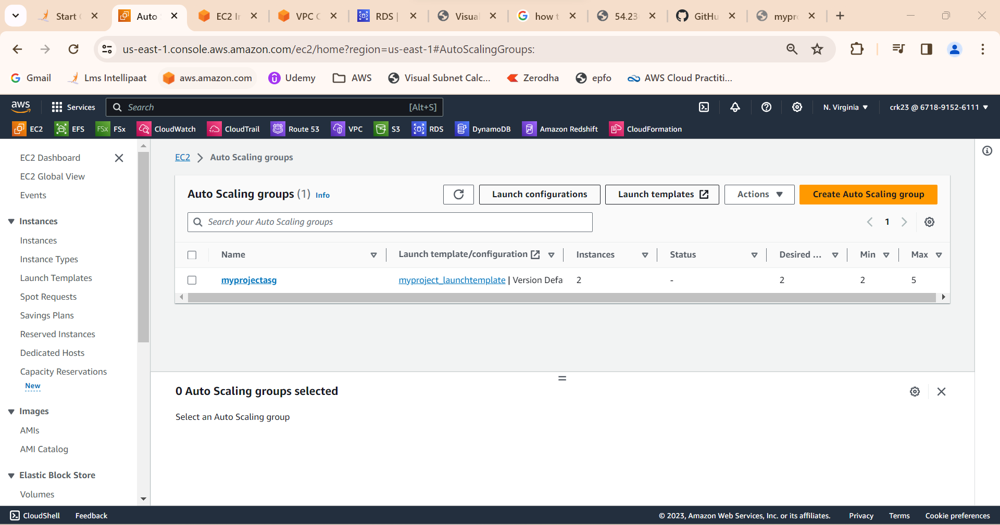 Start
Auto
EC2 In
VPC
RDS |
Visual
how t
54.23
GitHu
mypr
us-east-1.console.aws.amazon.com/ec2/home?region=us-east-1#AutoScalingGroups:
Gmail
Lms Intellipaat
aws.amazon.com
Udemy
AWS
Visual Subnet Calc...
Zerodha
epfo
AWS Cloud Practiti...
aws
Services
Search
[Alt+S]
N. Virginia
crk23 @ 6718-9152-6111
EC2
EFS
FSx
FSx
CloudWatch
CloudTrail
Route 53
VPC
S3
RDS
DynamoDB
Amazon Redshift
CloudFormation
EC2 Dashboard
EC2 Global View
Events
Instances
Instances
Instance Types
Launch Templates
Spot Requests
Savings Plans
Reserved Instances
Dedicated Hosts
Capacity Reservations
New
Images
AMIs
AMI Catalog
Elastic Block Store
Volumes
EC2 > Auto Scaling groups
Auto Scaling groups (1) Info
Launch configurations
Launch templates
Actions
Create Auto Scaling group
Search your Auto Scaling groups
1
Name
Launch template/configuration
Instances
Status
Desired ...
Min
Max
myprojectasg
myproject_launchtemplate | Version Defa
2
-
2
2
5
0 Auto Scaling groups selected
Select an Auto Scaling group
CloudShell
Feedback
© 2023, Amazon Web Services, Inc. or its affiliates.
Privacy
Terms
Cookie preferences